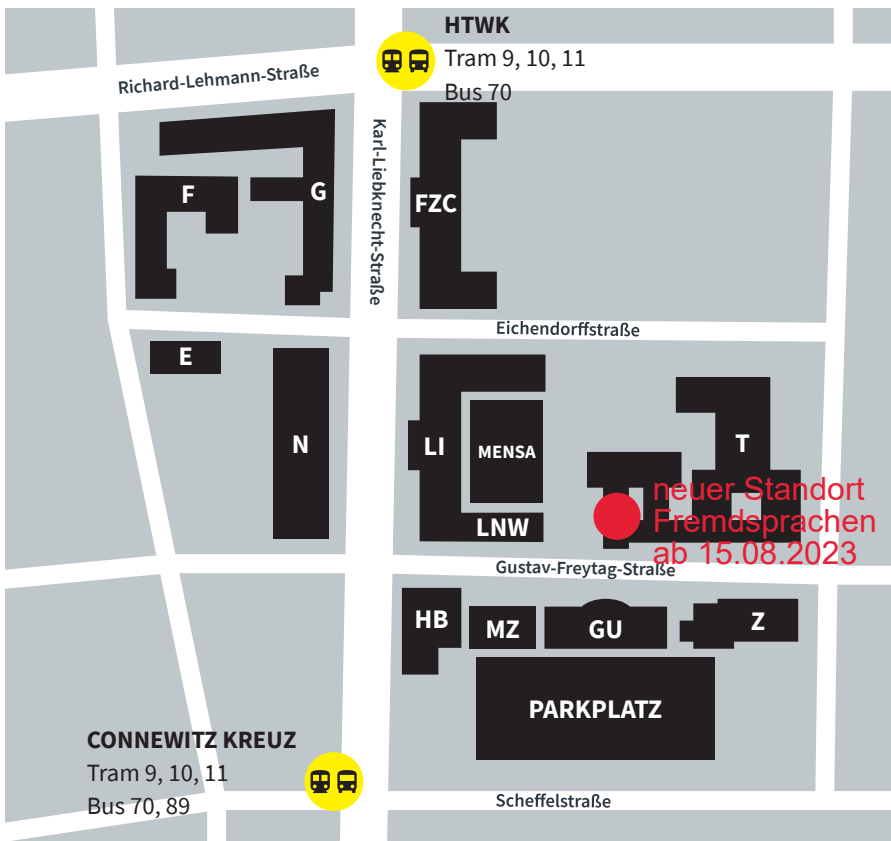 HTWK
Tram 9, 10, 11
Bus 70
Richard-Lehmann-Straße
Karl-Liebknecht-Straße
F
G
FZC
Eichendorffstraße
E
N
LI
MENSA
T
LNW
neuer Standort
Fremdsprachen
ab 15.08.2023
Gustav-Freytag-Straße
HB
MZ
GU
Z
PARKPLATZ
CONNEWITZ KREUZ
Tram 9, 10, 11
Bus 70, 89
Scheffelstraße